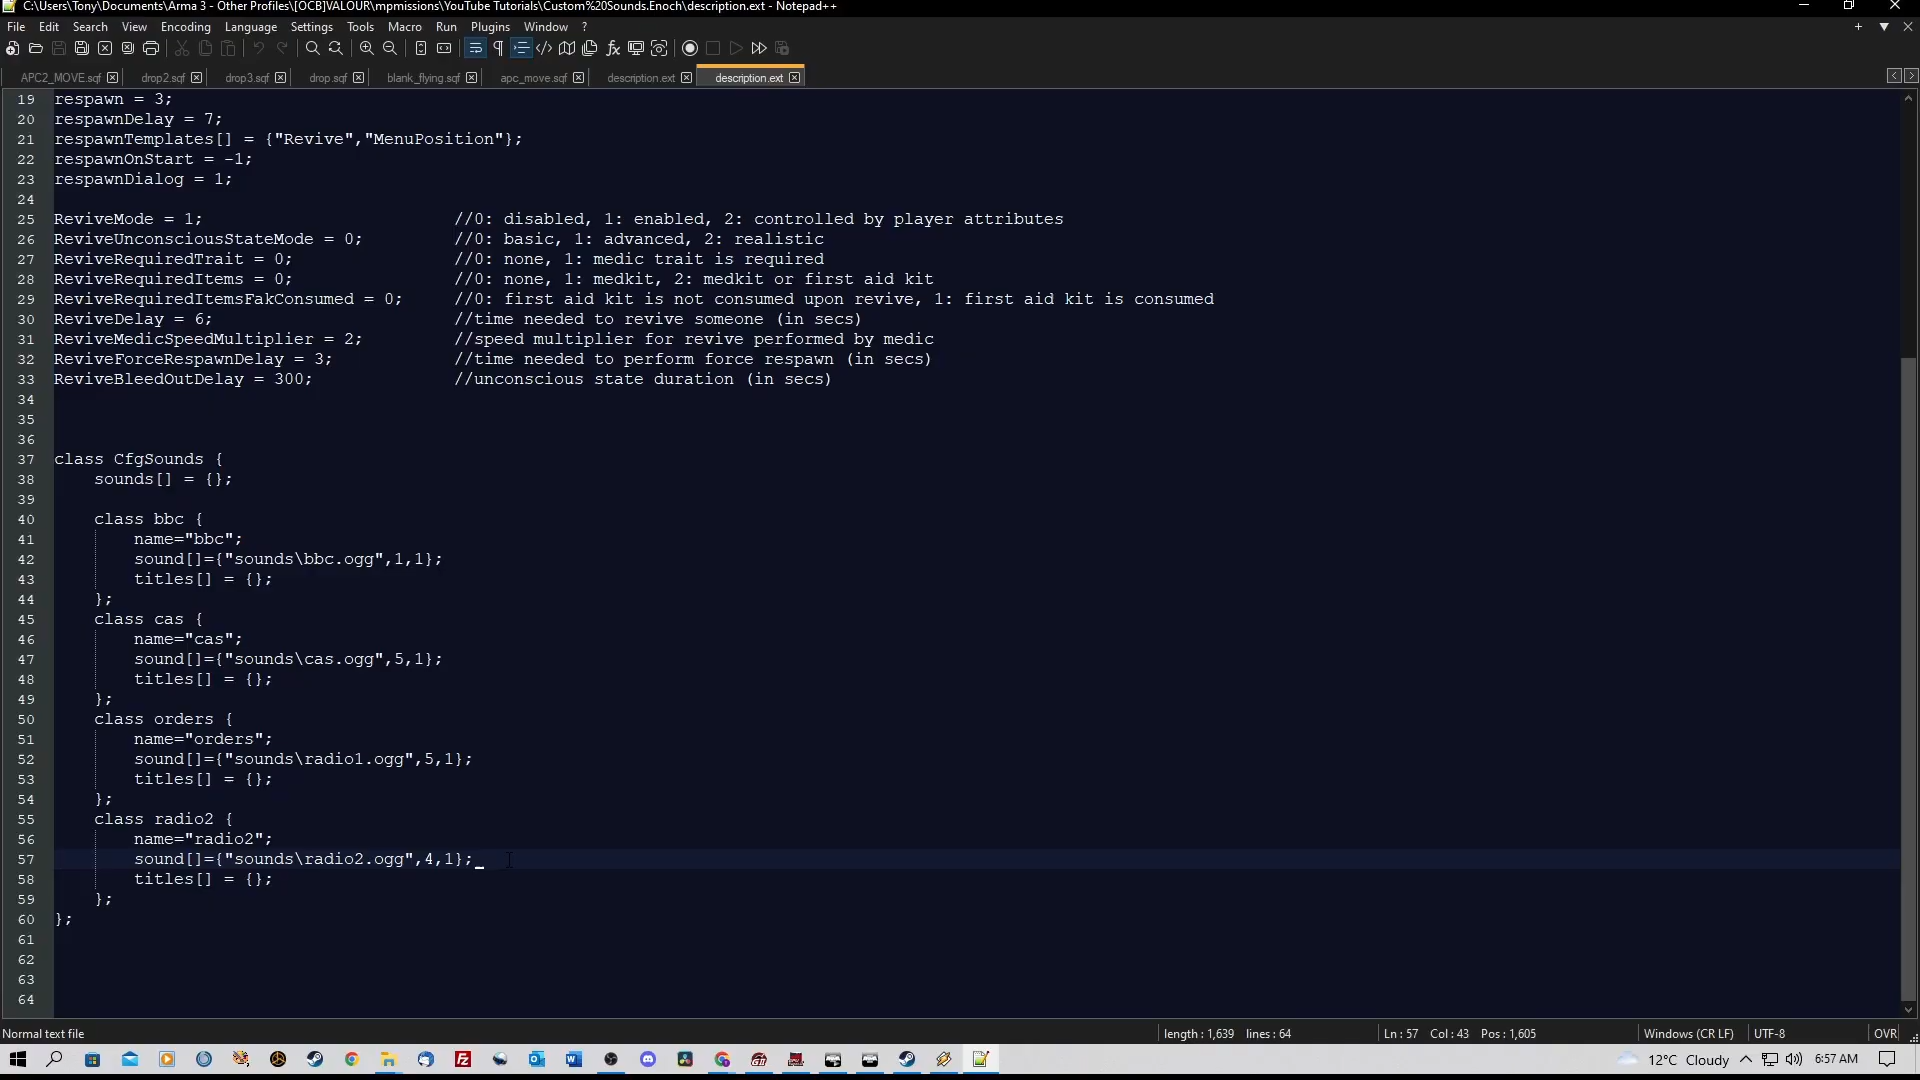 C:\Users\Tony\Documents\Arma 3 - Other Profiles\[OCB]VALOUR\mpmissions\YouTube Tutorials\Custom%20Sounds.Enoch\description.ext - Notepad++
File Edit Search View Encoding Language Settings Tools Macro Run Plugins Window ?
APC2_MOVE.sqf drop2.sqf drop3.sqf drop.sqf blank_flying.sqf apc_move.sqf description.ext description.ext
19 respawn = 3;
20 respawnDelay = 7;
21 respawnTemplates[] = {"Revive","MenuPosition"};
22 respawnOnStart = -1;
23 respawnDialog = 1;
24
25 ReviveMode = 1; //0: disabled, 1: enabled, 2: controlled by player attributes
26 ReviveUnconsciousStateMode = 0; //0: basic, 1: advanced, 2: realistic
27 ReviveRequiredTrait = 0; //0: none, 1: medic trait is required
28 ReviveRequiredItems = 0; //0: none, 1: medkit, 2: medkit or first aid kit
29 ReviveRequiredItemsFakConsumed = 0; //0: first aid kit is not consumed upon revive, 1: first aid kit is consumed
30 ReviveDelay = 6; //time needed to revive someone (in secs)
31 ReviveMedicSpeedMultiplier = 2; //speed multiplier for revive performed by medic
32 ReviveForceRespawnDelay = 3; //time needed to perform force respawn (in secs)
33 ReviveBleedOutDelay = 300; //unconscious state duration (in secs)
34
35
36
37 class CfgSounds {
38 sounds[] = {};
39
40 class bbc {
41 name="bbc";
42 sound[]={"sounds\bbc.ogg",1,1};
43 titles[] = {};
44 };
45 class cas {
46 name="cas";
47 sound[]={"sounds\cas.ogg",5,1};
48 titles[] = {};
49 };
50 class orders {
51 name="orders";
52 sound[]={"sounds\radio1.ogg",5,1};
53 titles[] = {};
54 };
55 class radio2 {
56 name="radio2";
57 sound[]={"sounds\radio2.ogg",4,1};
58 titles[] = {};
59 };
60 };
61
62
63
64
Normal text file length : 1,639 lines : 64 Ln : 57 Col : 43 Pos : 1,605 Windows (CR LF) UTF-8 OVR
12°C Cloudy 6:57 AM